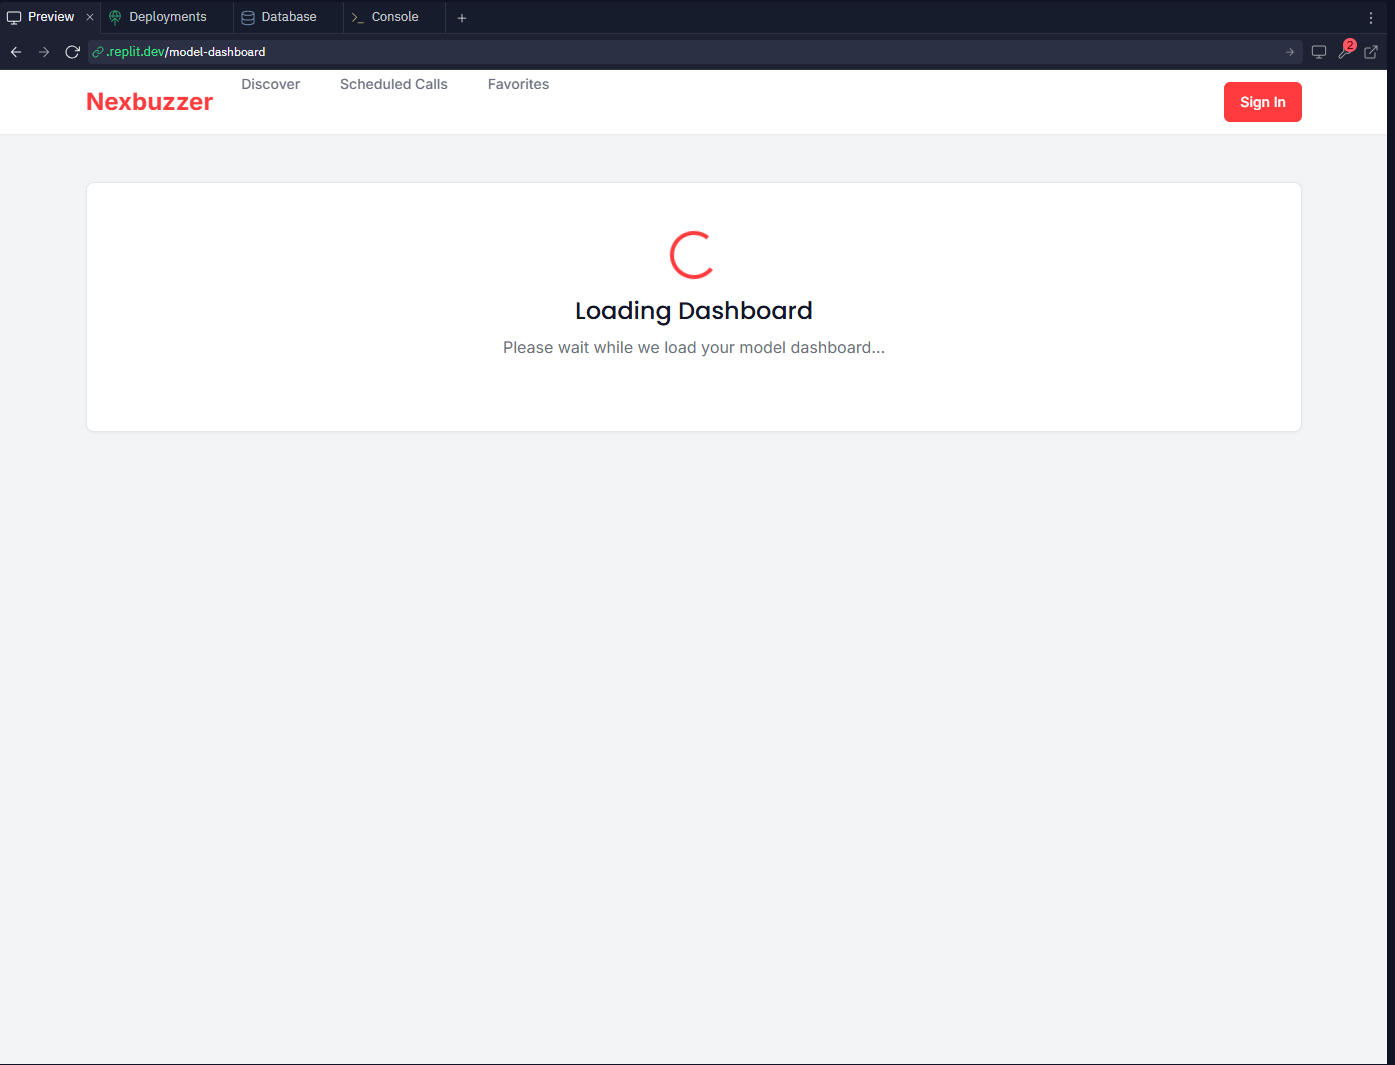 Preview
Deployments
Database
Console
.replit.dev/model-dashboard
2
Nexbuzzer
Discover
Scheduled Calls
Favorites
Sign In
Loading Dashboard
Please wait while we load your model dashboard...